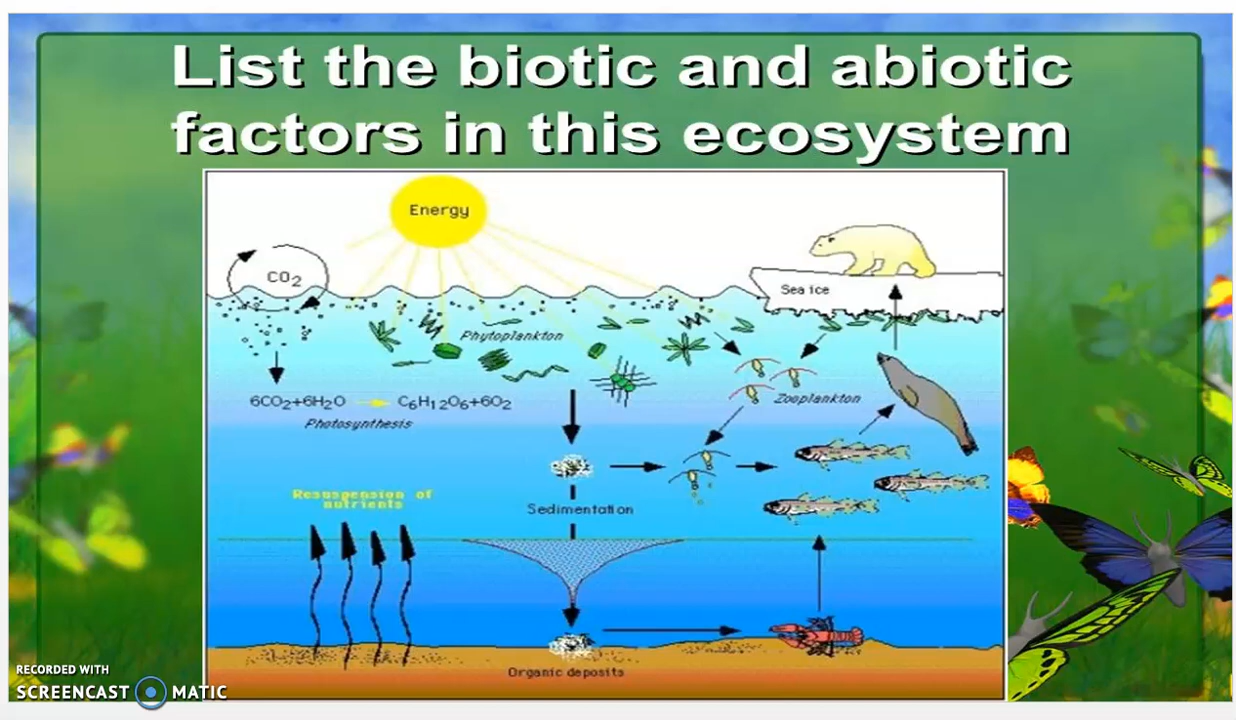 List the biotic and abiotic
factors in this ecosystem
Energy
CO₂
Sea ice
Phytoplankton
6CO₂+6H₂O → C₆H₁₂O₆+6O₂
Photosynthesis
Zooplankton
Resuspension of
nutrients
Sedimentation
Organic deposits
RECORDED WITH
SCREENCAST MATIC